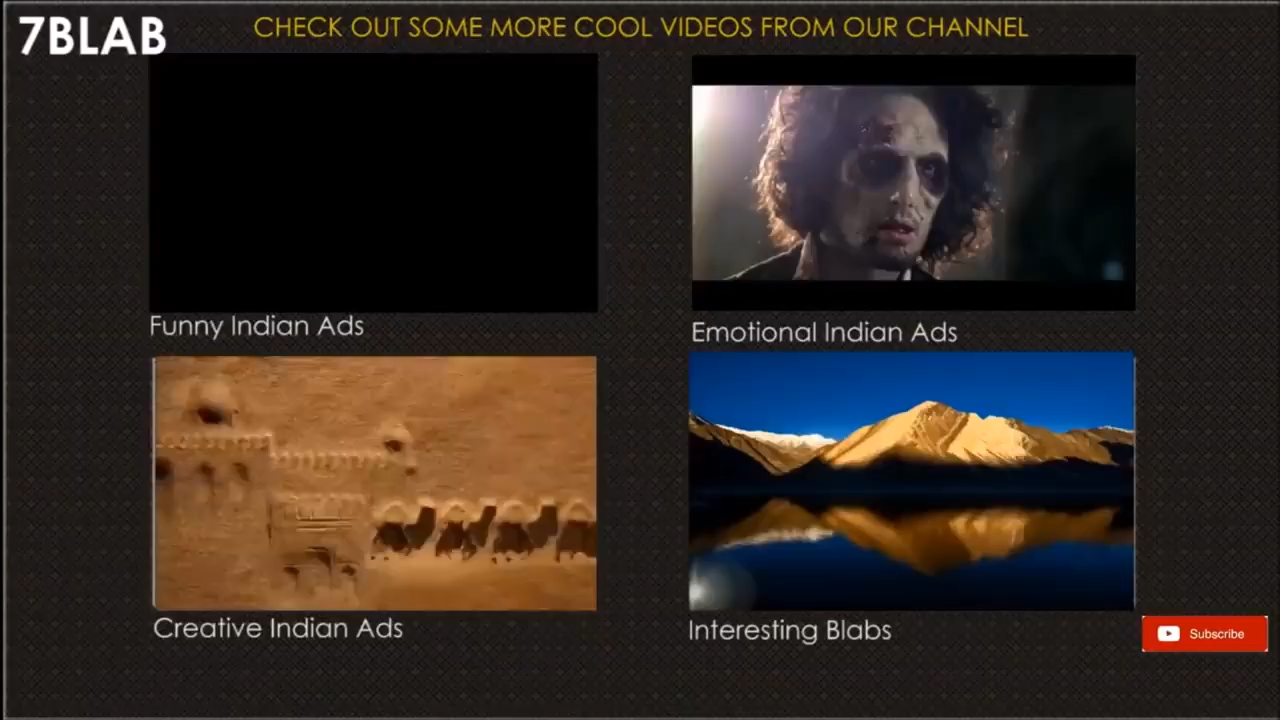 7BLAB
CHECK OUT SOME MORE COOL VIDEOS FROM OUR CHANNEL
Funny Indian Ads
Emotional Indian Ads
Creative Indian Ads
Interesting Blabs
Subscribe